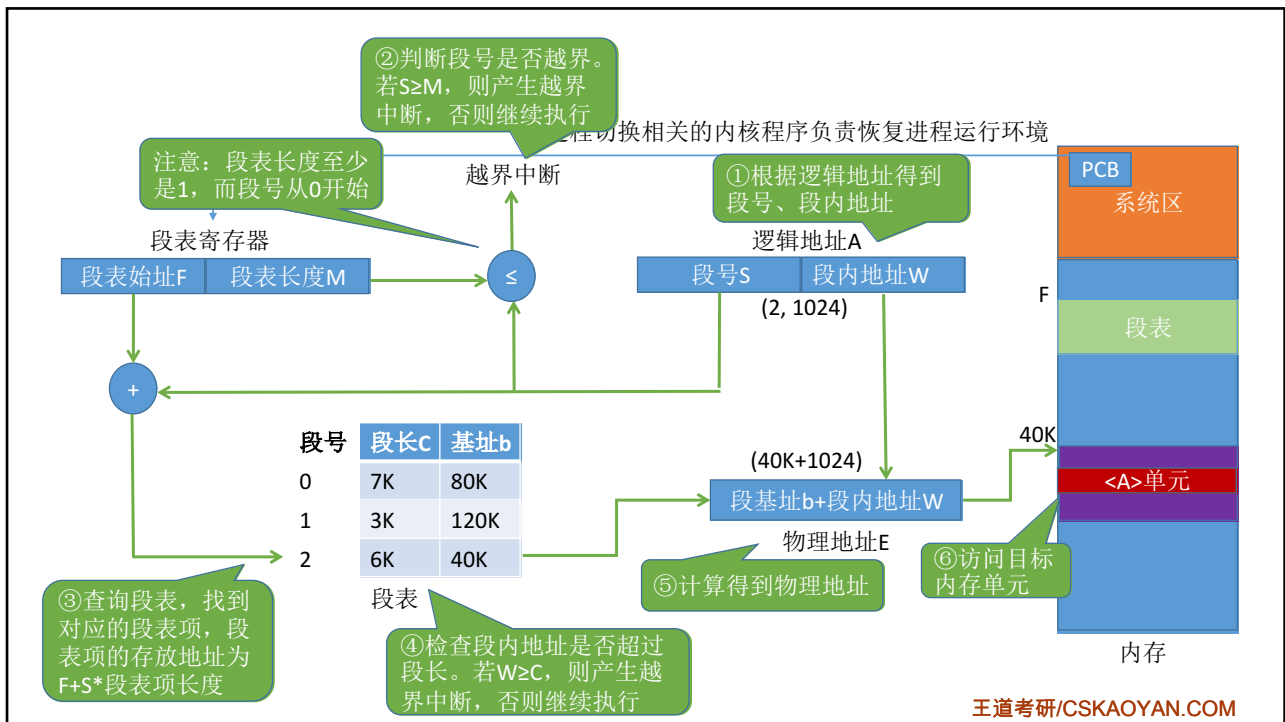 ②判断段号是否越界。
若S≥M，则产生越界
中断，否则继续执行
程切换相关的内核程序负责恢复进程运行环境
注意：段表长度至少
是1，而段号从0开始
越界中断
①根据逻辑地址得到
段号、段内地址
PCB
系统区
段表寄存器
逻辑地址A
段表始址F 段表长度M
≤
段号S 段内地址W
(2, 1024)
F
段表
+
段号 段长C 基址b
0 7K 80K
1 3K 120K
2 6K 40K
段表
(40K+1024)
段基址b+段内地址W
物理地址E
40K
<A>单元
③查询段表，找到
对应的段表项，段
表项的存放地址为
F+S*段表项长度
④检查段内地址是否超过
段长。若W≥C，则产生越
界中断，否则继续执行
⑤计算得到物理地址
⑥访问目标
内存单元
内存
王道考研/CSKAOYAN.COM